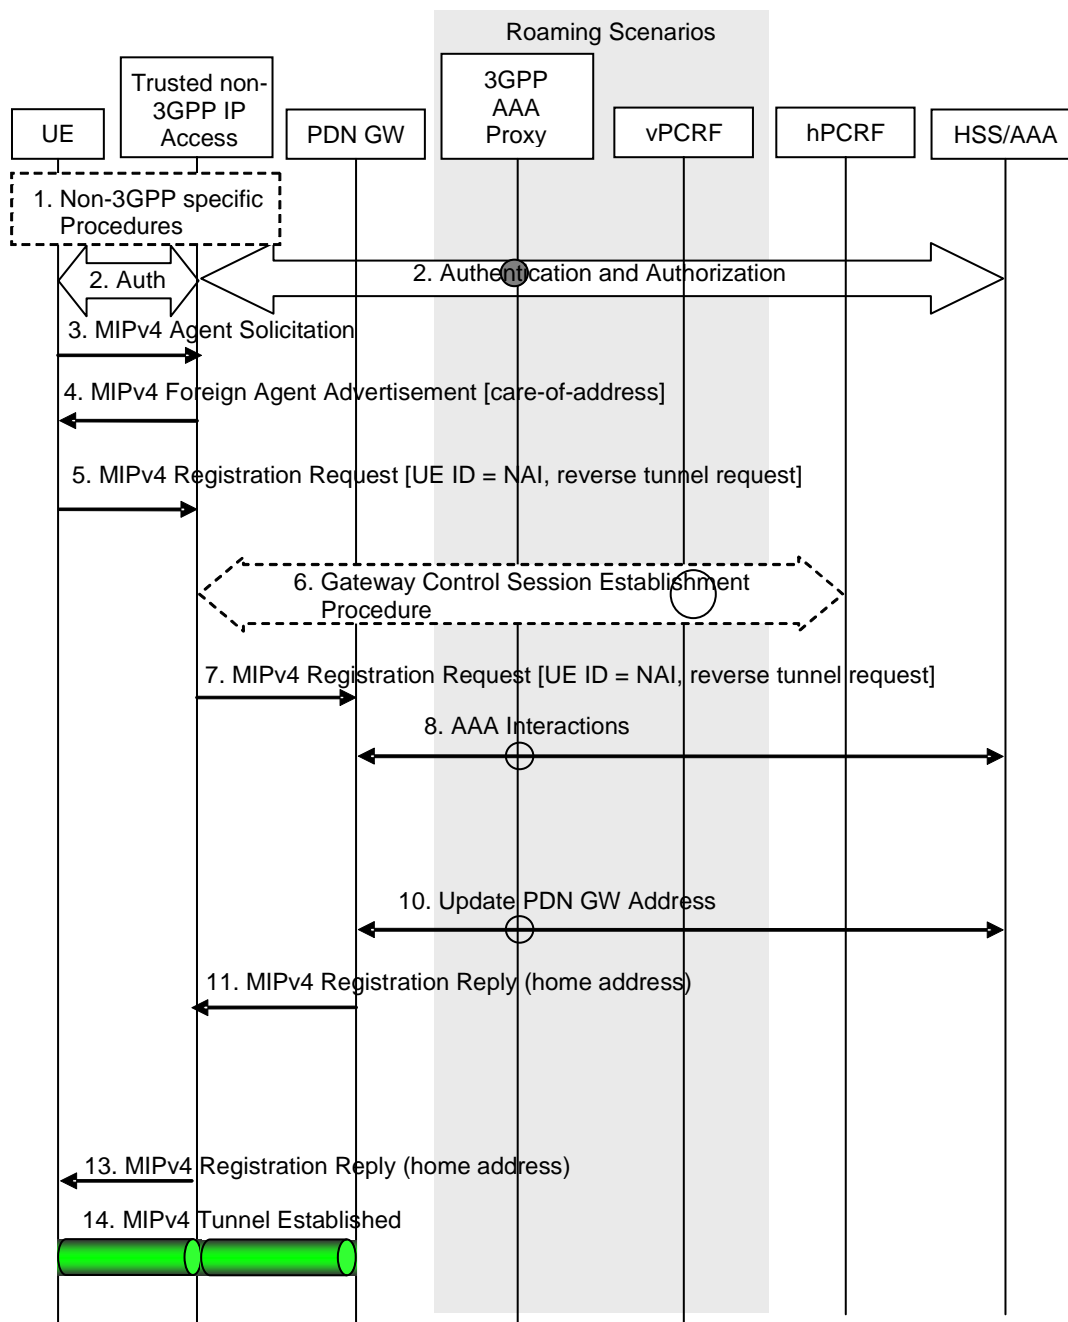 Roaming Scenarios
UE
Trusted non-
3GPP IP
Access
PDN GW
3GPP
AAA
Proxy
vPCRF
hPCRF
HSS/AAA
1. Non-3GPP specific
Procedures
2. Auth
2. Authentication and Authorization
3. MIPv4 Agent Solicitation
4. MIPv4 Foreign Agent Advertisement [care-of-address]
5. MIPv4 Registration Request [UE ID = NAI, reverse tunnel request]
6. Gateway Control Session Establishment
Procedure
7. MIPv4 Registration Request [UE ID = NAI, reverse tunnel request]
8. AAA Interactions
10. Update PDN GW Address
11. MIPv4 Registration Reply (home address)
13. MIPv4 Registration Reply (home address)
14. MIPv4 Tunnel Established